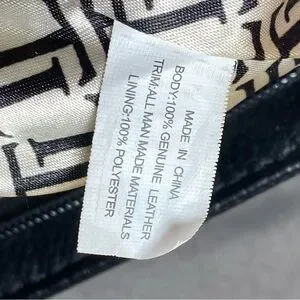 MADE IN CHINA
BODY:100% GENUINE LEATHER
TRIM:ALL MAN MADE MATERIALS
LINING:100% POLYESTER